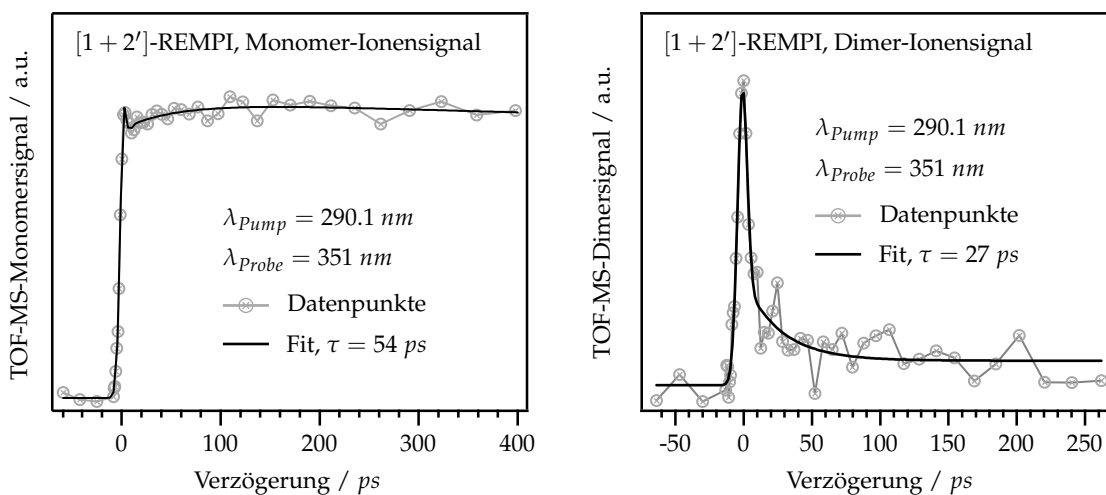 [1 + 2′]-REMPI, Monomer-Ionensignal
TOF-MS-Monomersignal / a.u.
λPump = 290.1 nm
λProbe = 351 nm
Datenpunkte
Fit, τ = 54 ps
0 100 200 300 400
Verzögerung / ps
[1 + 2′]-REMPI, Dimer-Ionensignal
TOF-MS-Dimersignal / a.u.
λPump = 290.1 nm
λProbe = 351 nm
Datenpunkte
Fit, τ = 27 ps
-50 0 50 100 150 200 250
Verzögerung / ps